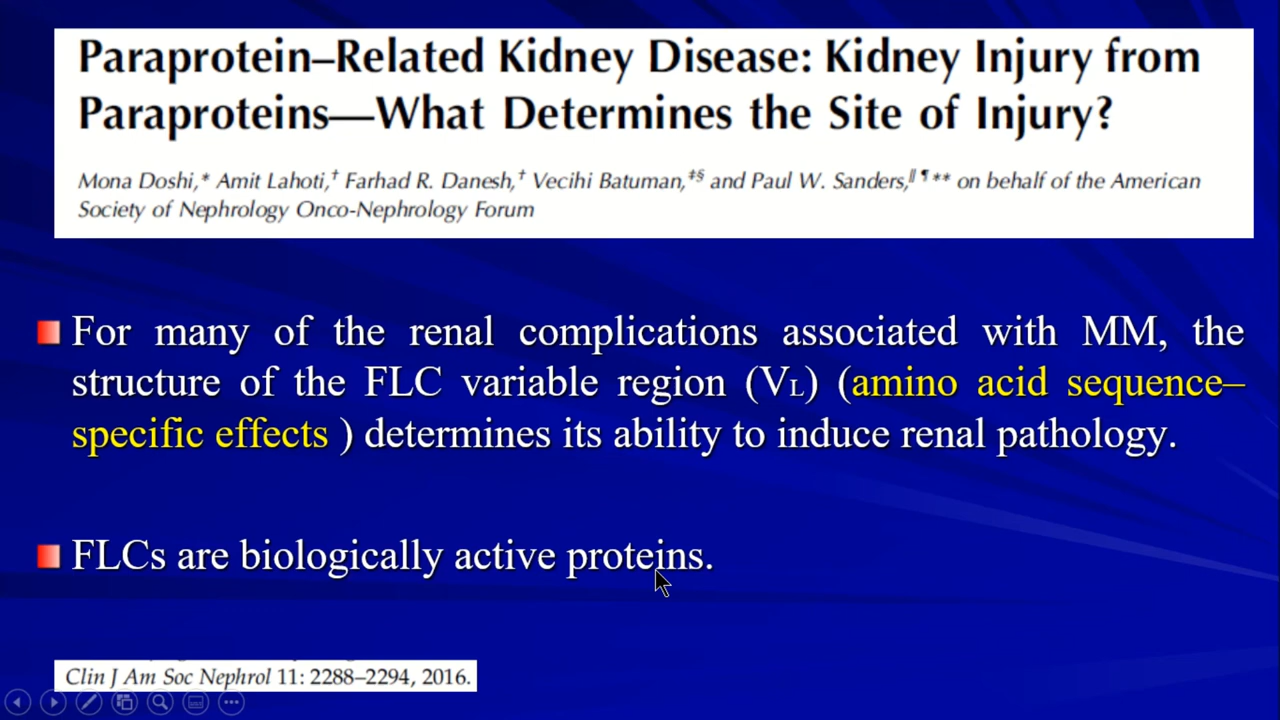 Paraprotein–Related Kidney Disease: Kidney Injury from
Paraproteins—What Determines the Site of Injury?
Mona Doshi,* Amit Lahoti,† Farhad R. Danesh,† Vecihi Batuman,‡§ and Paul W. Sanders,‖¶** on behalf of the American
Society of Nephrology Onco-Nephrology Forum
For many of the renal complications associated with MM, the
structure of the FLC variable region (VL) (amino acid sequence–
specific effects ) determines its ability to induce renal pathology.
FLCs are biologically active proteins.
Clin J Am Soc Nephrol 11: 2288–2294, 2016.